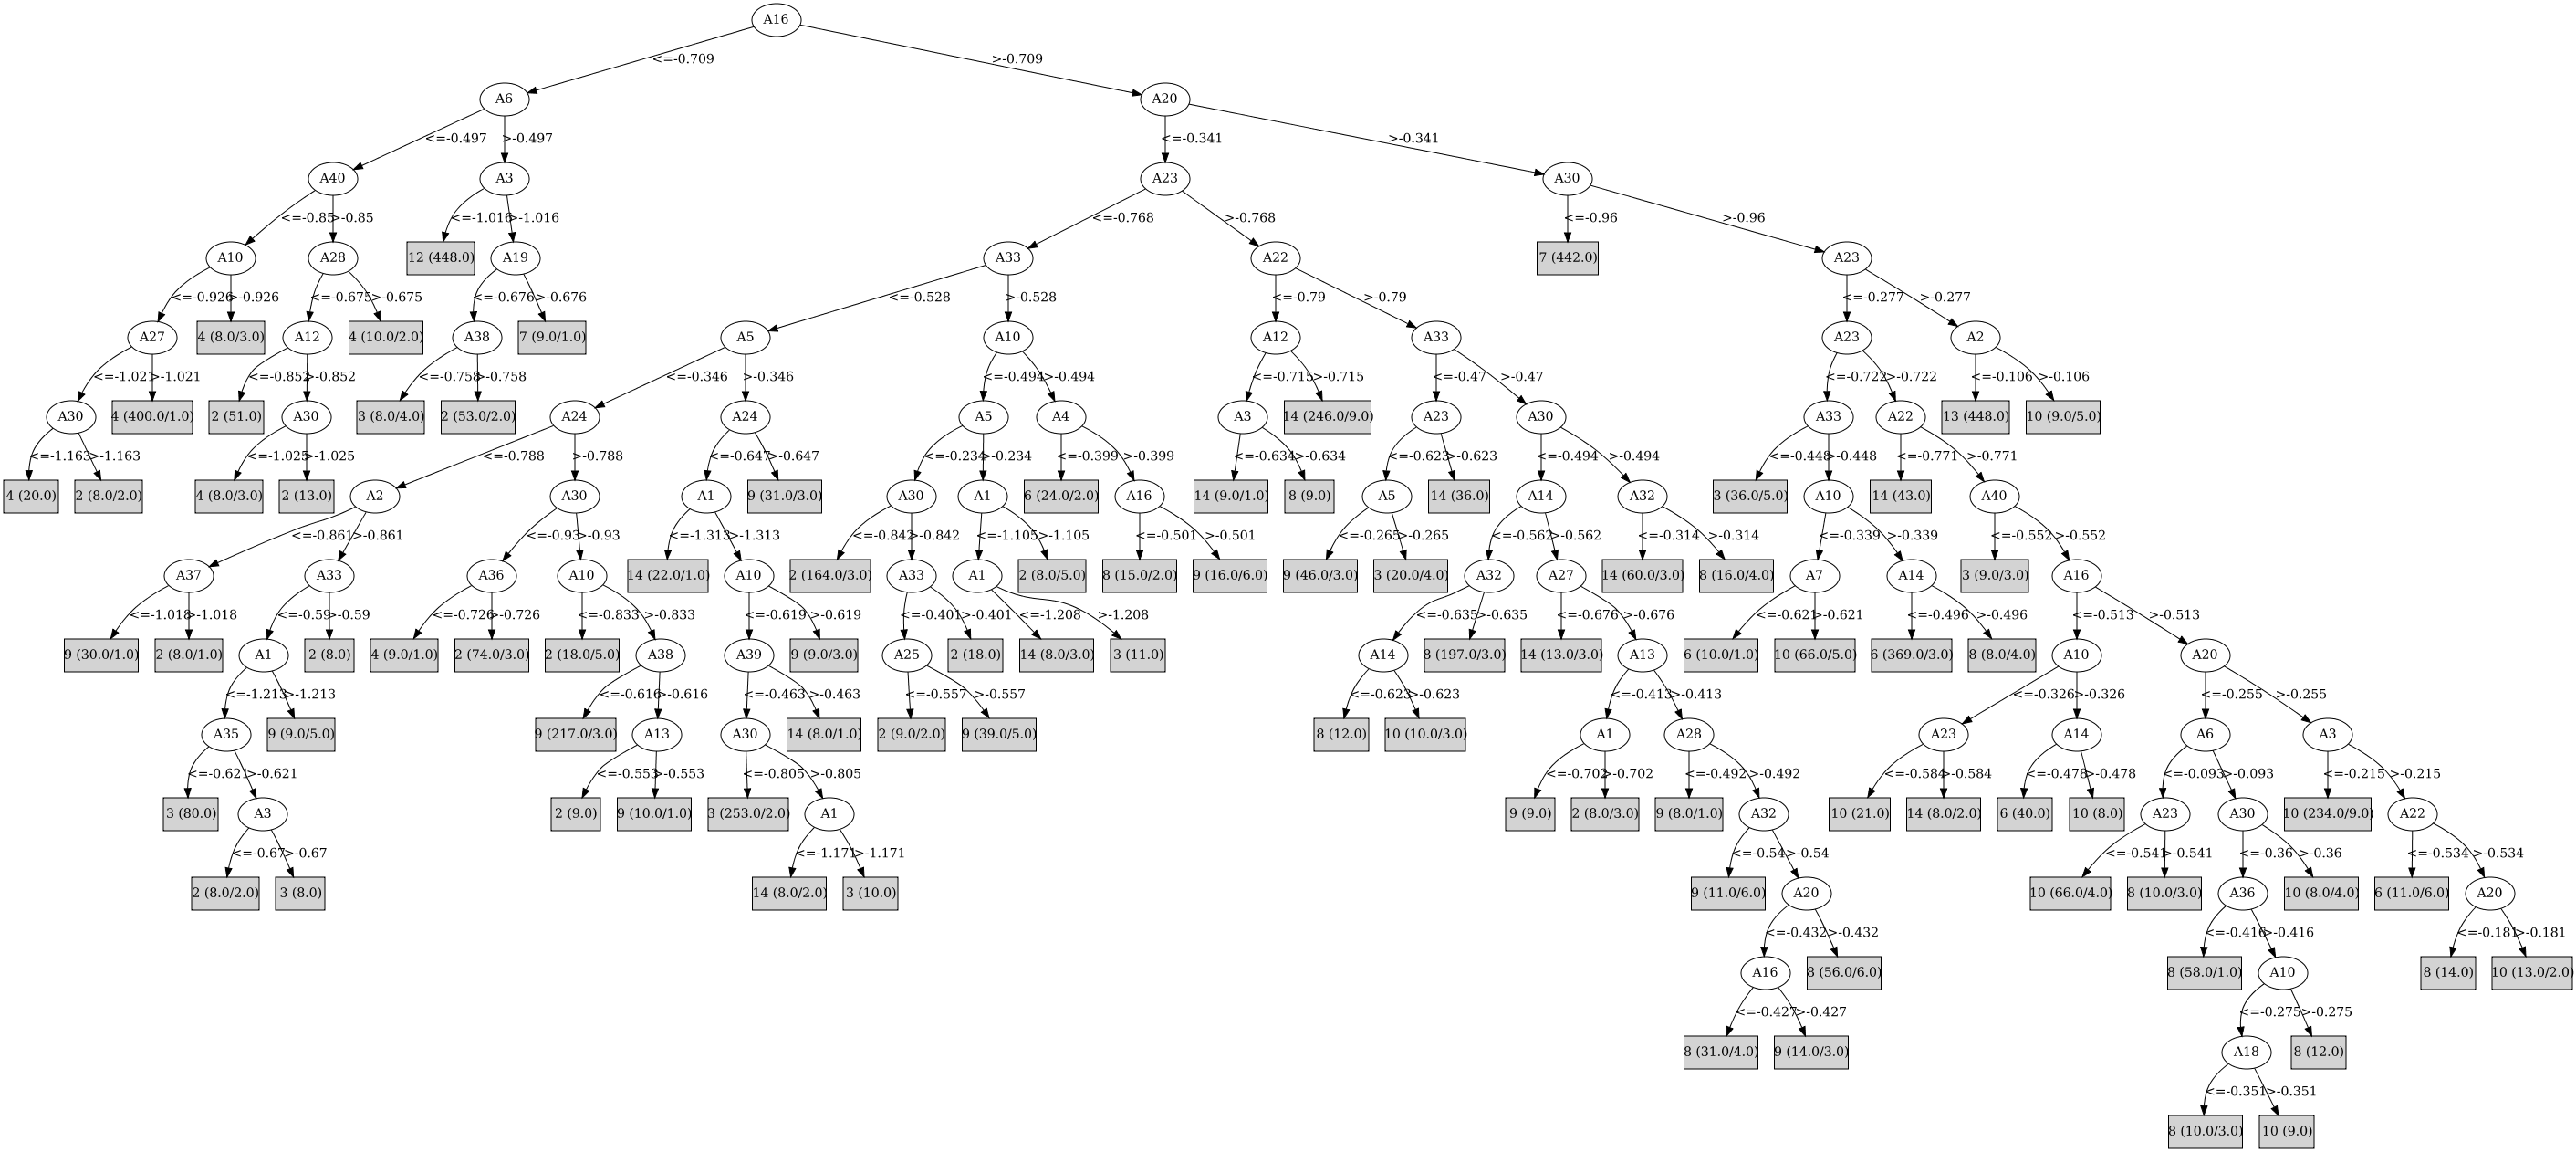 A16
<=-0.709 >-0.709
A6 A20
<=-0.497 >-0.497 <=-0.341 >-0.341
A40 A3 A23 A30
<=-0.85 >-0.85 <=-1.016 >-1.016 <=-0.768 >-0.768 <=-0.96 >-0.96
A10 A28 12 (448.0) A19 A33 A22 7 (442.0) A23
<=-0.926 >-0.926 <=-0.675 >-0.675 <=-0.676 >-0.676 <=-0.528 >-0.528 <=-0.79 >-0.79 <=-0.277 >-0.277
A27 4 (8.0/3.0) A12 4 (10.0/2.0) A38 7 (9.0/1.0) A5 A10 A12 A33 A23 A2
<=-1.021 >-1.021 <=-0.852 >-0.852 <=-0.758 >-0.758 <=-0.346 >-0.346 <=-0.494 >-0.494 <=-0.715 >-0.715 <=-0.47 >-0.47 <=-0.722 >-0.722 <=-0.106 >-0.106
A30 4 (400.0/1.0) 2 (51.0) A30 3 (8.0/4.0) 2 (53.0/2.0) A24 A24 A5 A4 A3 14 (246.0/9.0) A23 A30 A33 A22 13 (448.0) 10 (9.0/5.0)
<=-1.163 >-1.163 <=-1.025 >-1.025 <=-0.788 >-0.788 <=-0.647 >-0.647 <=-0.234 >-0.234 <=-0.399 >-0.399 <=-0.634 >-0.634 <=-0.623 >-0.623 <=-0.494 >-0.494 <=-0.448 >-0.448 <=-0.771 >-0.771
4 (20.0) 2 (8.0/2.0) 4 (8.0/3.0) 2 (13.0) A2 A30 A1 9 (31.0/3.0) A30 A1 6 (24.0/2.0) A16 14 (9.0/1.0) 8 (9.0) A5 14 (36.0) A14 A32 3 (36.0/5.0) A10 14 (43.0) A40
<=-0.861 >-0.861 <=-0.93 >-0.93 <=-1.313 >-1.313 <=-0.842 >-0.842 <=-1.105 >-1.105 <=-0.501 >-0.501 <=-0.265 >-0.265 <=-0.562 >-0.562 <=-0.314 >-0.314 <=-0.339 >-0.339 <=-0.552 >-0.552
A37 A33 A36 A10 14 (22.0/1.0) A10 2 (164.0/3.0) A33 A1 2 (8.0/5.0) 8 (15.0/2.0) 9 (16.0/6.0) 9 (46.0/3.0) 3 (20.0/4.0) A32 A27 14 (60.0/3.0) 8 (16.0/4.0) A7 A14 3 (9.0/3.0) A16
<=-1.018 >-1.018 <=-0.59 >-0.59 <=-0.726 >-0.726 <=-0.833 >-0.833 <=-0.619 >-0.619 <=-0.401 >-0.401 <=-1.208 >-1.208 <=-0.635 >-0.635 <=-0.676 >-0.676 <=-0.621 >-0.621 <=-0.496 >-0.496 <=-0.513 >-0.513
9 (30.0/1.0) 2 (8.0/1.0) A1 2 (8.0) 4 (9.0/1.0) 2 (74.0/3.0) 2 (18.0/5.0) A38 A39 9 (9.0/3.0) A25 2 (18.0) 14 (8.0/3.0) 3 (11.0) A14 8 (197.0/3.0) 14 (13.0/3.0) A13 6 (10.0/1.0) 10 (66.0/5.0) 6 (369.0/3.0) 8 (8.0/4.0) A10 A20
<=-1.213 >-1.213 <=-0.616 >-0.616 <=-0.463 >-0.463 <=-0.557 >-0.557 <=-0.623 >-0.623 <=-0.413 >-0.413 <=-0.326 >-0.326 <=-0.255 >-0.255
A35 9 (9.0/5.0) 9 (217.0/3.0) A13 A30 14 (8.0/1.0) 2 (9.0/2.0) 9 (39.0/5.0) 8 (12.0) 10 (10.0/3.0) A1 A28 A23 A14 A6 A3
<=-0.621 >-0.621 <=-0.553 >-0.553 <=-0.805 >-0.805 <=-0.702 >-0.702 <=-0.492 >-0.492 <=-0.584 >-0.584 <=-0.478 >-0.478 <=-0.093 >-0.093 <=-0.215 >-0.215
3 (80.0) A3 2 (9.0) 9 (10.0/1.0) 3 (253.0/2.0) A1 9 (9.0) 2 (8.0/3.0) 9 (8.0/1.0) A32 10 (21.0) 14 (8.0/2.0) 6 (40.0) 10 (8.0) A23 A30 10 (234.0/9.0) A22
<=-0.67 >-0.67 <=-1.171 >-1.171 <=-0.54 >-0.54 <=-0.541 >-0.541 <=-0.36 >-0.36 <=-0.534 >-0.534
2 (8.0/2.0) 3 (8.0) 14 (8.0/2.0) 3 (10.0) 9 (11.0/6.0) A20 10 (66.0/4.0) 8 (10.0/3.0) A36 10 (8.0/4.0) 6 (11.0/6.0) A20
<=-0.432 >-0.432 <=-0.416 >-0.416 <=-0.181 >-0.181
A16 8 (56.0/6.0) 8 (58.0/1.0) A10 8 (14.0) 10 (13.0/2.0)
<=-0.427 >-0.427 <=-0.275 >-0.275
8 (31.0/4.0) 9 (14.0/3.0) A18 8 (12.0)
<=-0.351 >-0.351
8 (10.0/3.0) 10 (9.0)